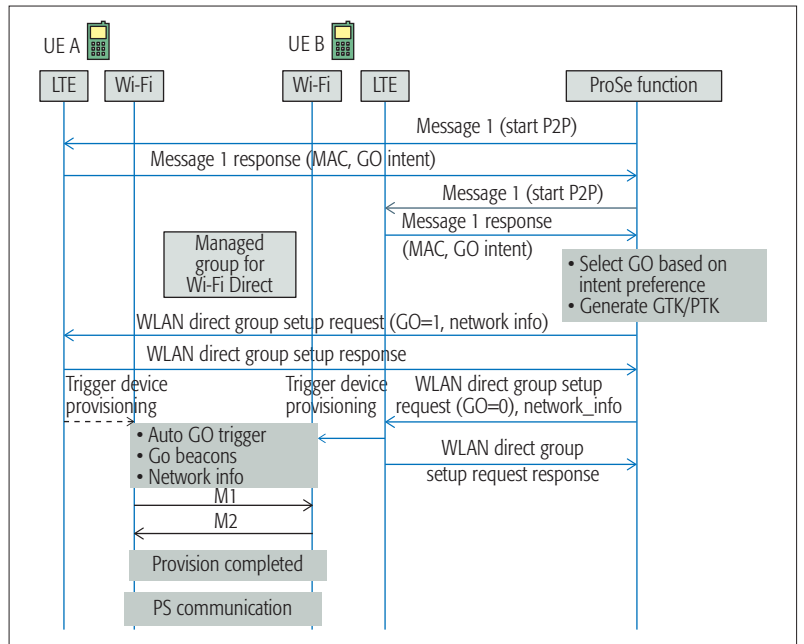 UE A
UE B
LTE
Wi-Fi
Wi-Fi
LTE
ProSe function
Message 1 (start P2P)
Message 1 response (MAC, GO intent)
Message 1 (start P2P)
Message 1 response
(MAC, GO intent)
Managed
group for
Wi-Fi Direct
• Select GO based on
intent preference
• Generate GTK/PTK
WLAN direct group setup request (GO=1, network info)
WLAN direct group setup response
Trigger device
provisioning
Trigger device
provisioning
WLAN direct group setup
request (GO=0), network_info
• Auto GO trigger
• Go beacons
• Network info
WLAN direct group
setup request response
M1
M2
Provision completed
PS communication